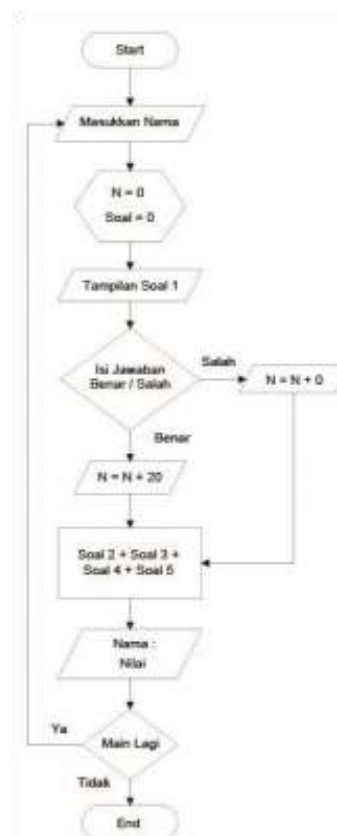 Start
Masukkan Nama
N = 0
Soal = 0
Tampilan Soal 1
Isi Jawaban
Benar / Salah
Salah
N = N + 0
Benar
N = N + 20
Soal 2 + Soal 3 +
Soal 4 + Soal 5
Nama :
Nilai
Ya
Main Lagi
Tidak
End